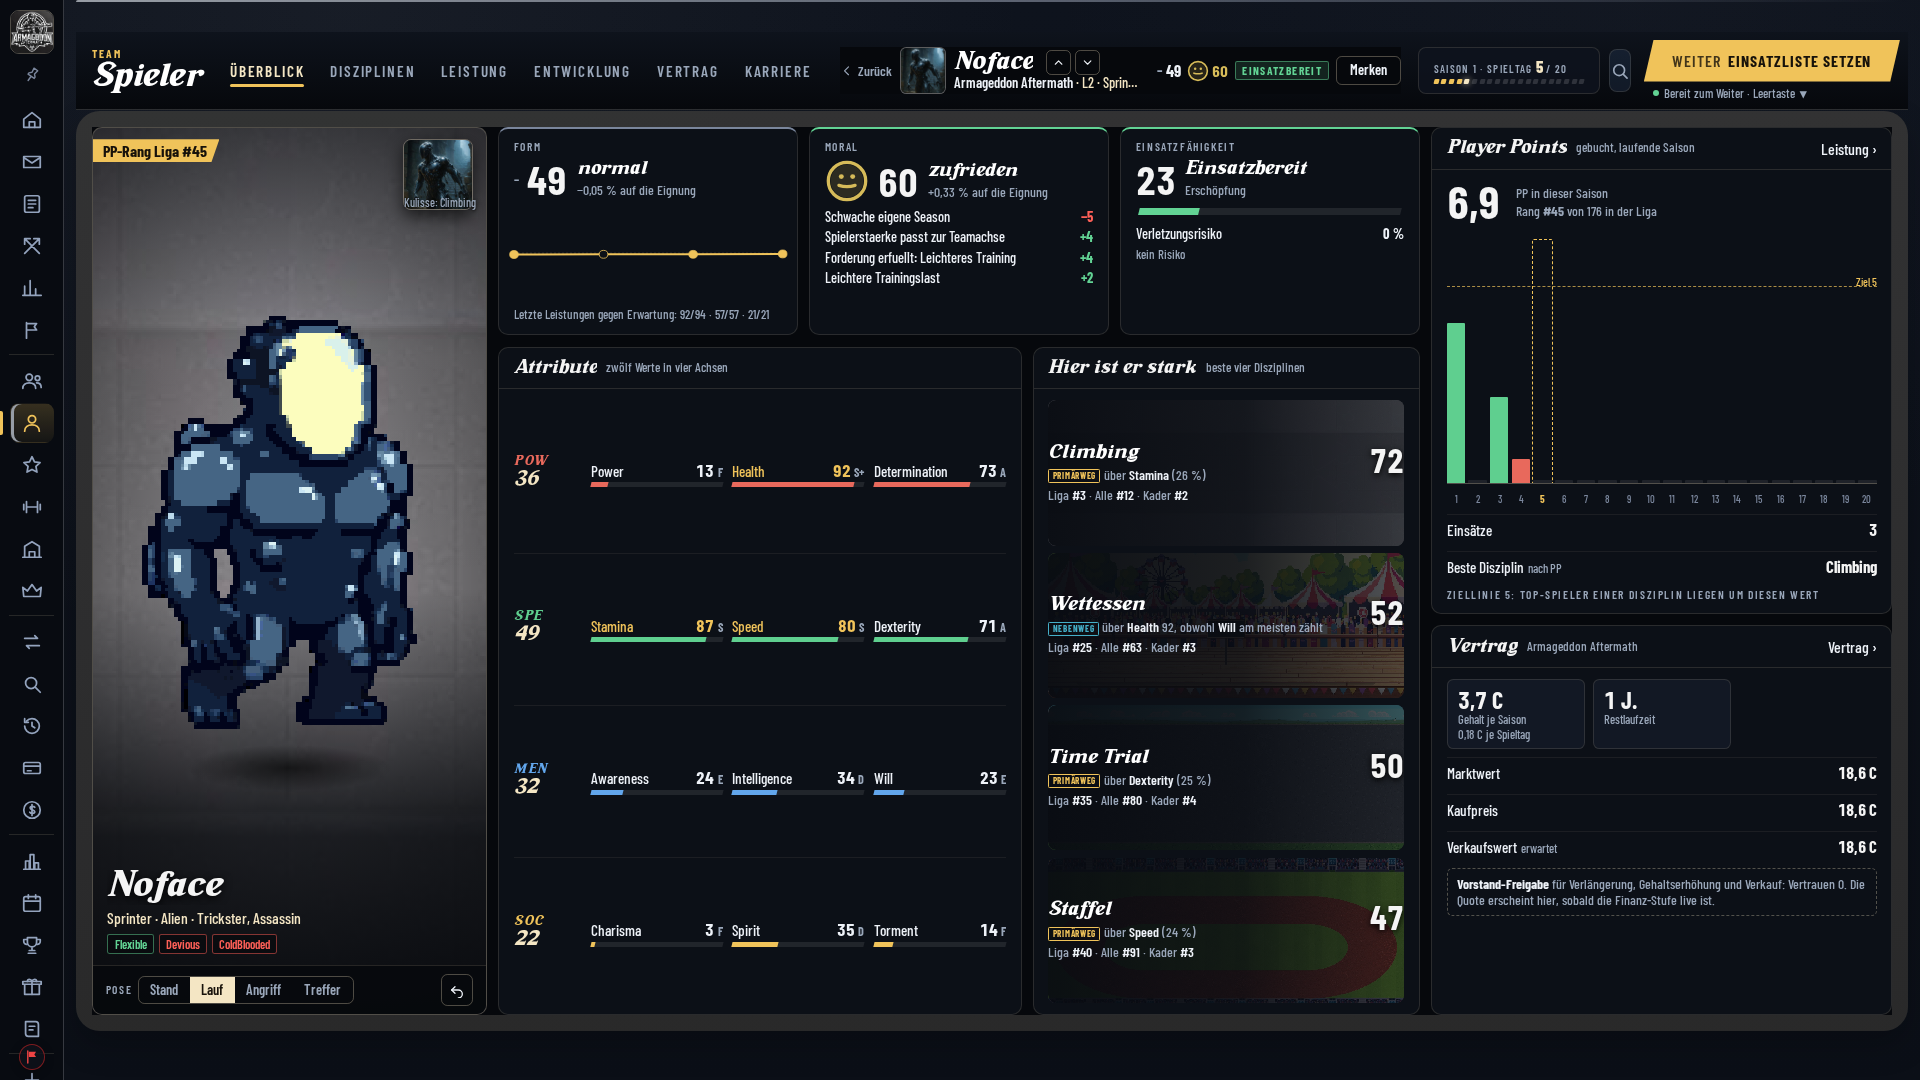 ARMAGEDDON
TEAM
Spieler
ÜBERBLICK
DISZIPLINEN
LEISTUNG
ENTWICKLUNG
VERTRAG
KARRIERE
Zurück
Noface
Armageddon Aftermath · L2 · Sprin…
- 49
60
EINSATZBEREIT
Merken
SAISON 1 · SPIELTAG 5 / 20
WEITER EINSATZLISTE SETZEN
Bereit zum Weiter · Leertaste ▼
PP-Rang Liga #45
Kulisse: Climbing
Noface
Sprinter · Alien · Trickster, Assassin
Flexible
Devious
ColdBlooded
POSE
Stand
Lauf
Angriff
Treffer
FORM
- 49
normal
−0,05 % auf die Eignung
Letzte Leistungen gegen Erwartung: 92/94 · 57/57 · 21/21
MORAL
60
zufrieden
+0,33 % auf die Eignung
Schwache eigene Season −5
Spielerstaerke passt zur Teamachse +4
Forderung erfuellt: Leichteres Training +4
Leichtere Trainingslast +2
EINSATZFÄHIGKEIT
23
Einsatzbereit
Erschöpfung
Verletzungsrisiko 0 %
kein Risiko
Attribute zwölf Werte in vier Achsen
POW
36
Power 13 F
Health 92 S+
Determination 73 A
SPE
49
Stamina 87 S
Speed 80 S
Dexterity 71 A
MEN
32
Awareness 24 E
Intelligence 34 D
Will 23 E
SOC
22
Charisma 3 F
Spirit 35 D
Torment 14 F
Hier ist er stark beste vier Disziplinen
Climbing
72
PRIMÄRWEG über Stamina (26 %)
Liga #3 · Alle #12 · Kader #2
Wettessen
52
NEBENWEG über Health 92, obwohl Will am meisten zählt
Liga #25 · Alle #63 · Kader #3
Time Trial
50
PRIMÄRWEG über Dexterity (25 %)
Liga #35 · Alle #80 · Kader #4
Staffel
47
PRIMÄRWEG über Speed (24 %)
Liga #40 · Alle #91 · Kader #3
Player Points gebucht, laufende Saison
Leistung ›
6,9
PP in dieser Saison
Rang #45 von 176 in der Liga
Ziel 5
1 2 3 4 5 6 7 8 9 10 11 12 13 14 15 16 17 18 19 20
Einsätze 3
Beste Disziplin nach PP Climbing
ZIELLINIE 5: TOP-SPIELER EINER DISZIPLIN LIEGEN UM DIESEN WERT
Vertrag Armageddon Aftermath
Vertrag ›
3,7 C
Gehalt je Saison
0,18 C je Spieltag
1 J.
Restlaufzeit
Marktwert 18,6 C
Kaufpreis 18,6 C
Verkaufswert erwartet 18,6 C
Vorstand-Freigabe für Verlängerung, Gehaltserhöhung und Verkauf: Vertrauen 0. Die
Quote erscheint hier, sobald die Finanz-Stufe live ist.